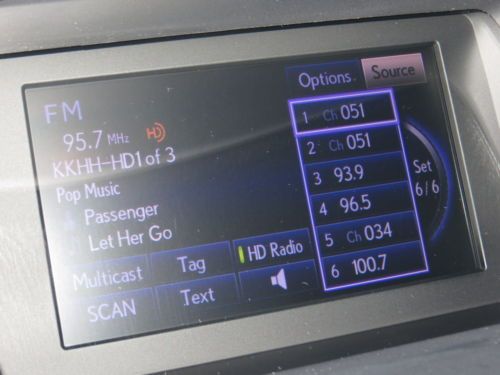 FM
Options
Source
95.7 MHz HD
KKHH-HD1 of 3
Pop Music
Passenger
Let Her Go
Multicast
Tag
HD Radio
SCAN
Text
1 Ch 051
2 Ch 051
3 93.9
4 96.5
5 Ch 034
6 100.7
Set
6/6